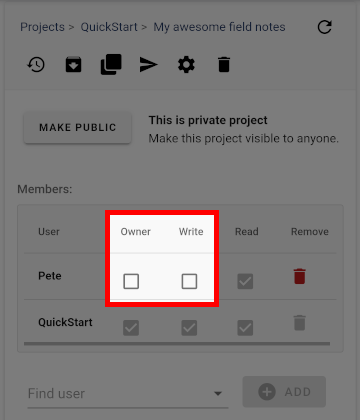 Projects > QuickStart > My awesome field notes
MAKE PUBLIC
This is private project
Make this project visible to anyone.
Members:
User Owner Write Read Remove
Pete
QuickStart
Find user
ADD